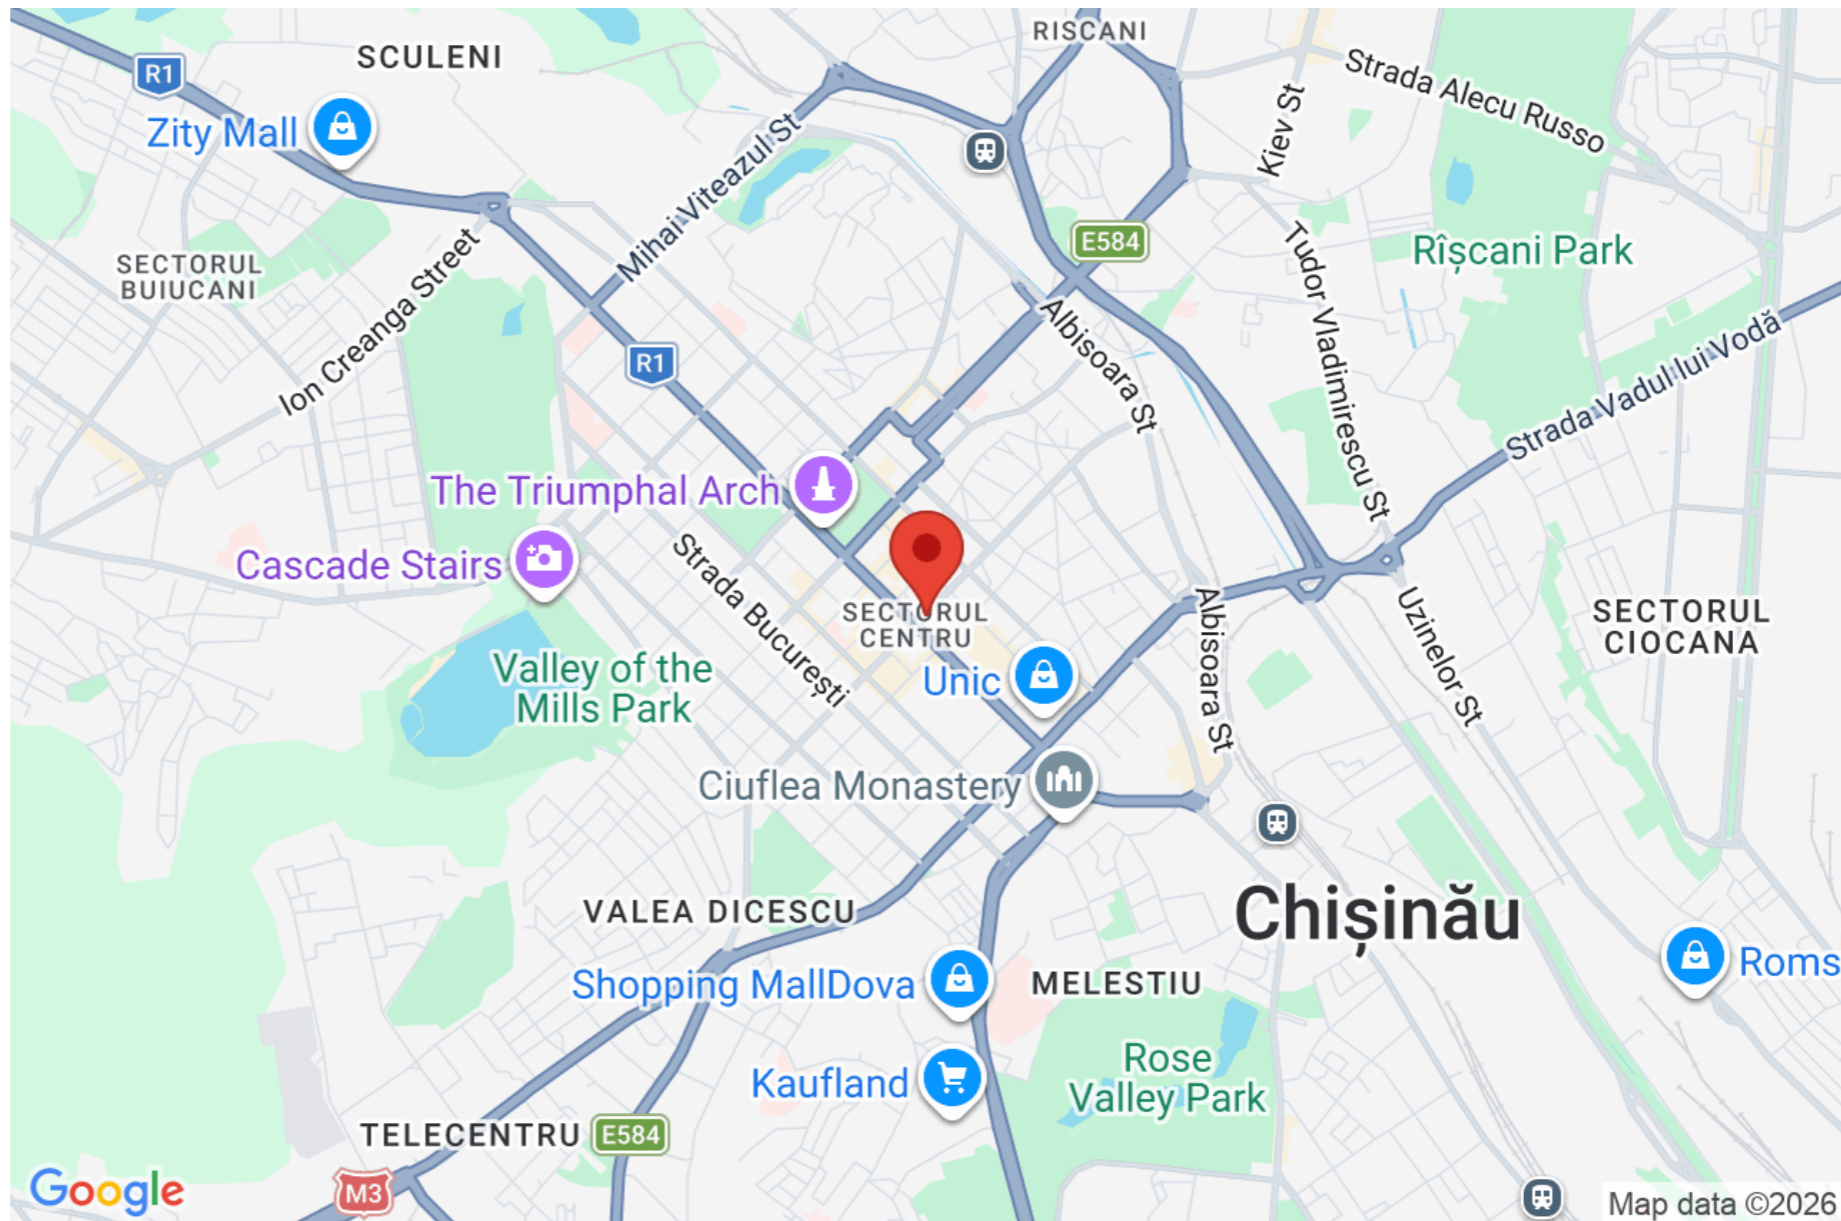 RISCANI
SCULENI
R1
Strada Alecu Russo
Zity Mall
Mihai Viteazul St
Kiev St
E584
SECTORUL
BUIUCANI
Rîșcani Park
Ion Creanga Street
Tudor Vladimirescu St
Albisoara St
R1
Strada Vadul lui Vodă
The Triumphal Arch
Cascade Stairs
Strada București
SECTORUL
CENTRU
Albisoara St
Uzinelor St
SECTORUL
CIOCANA
Valley of the
Mills Park
Unic
Ciuflea Monastery
VALEA DICESCU
Chișinău
Roms
Shopping MallDova
MELESTIU
Rose
Valley Park
Kaufland
TELECENTRU
E584
M3
Google
Map data ©2026